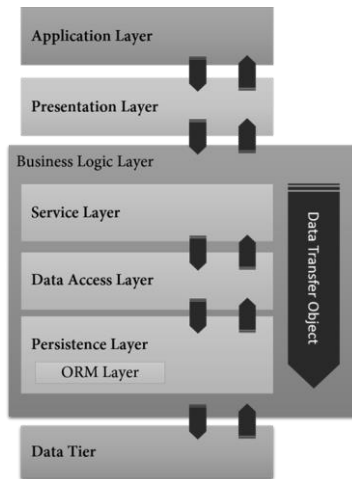 Application Layer
Presentation Layer
Business Logic Layer
Service Layer
Data Access Layer
Persistence Layer
ORM Layer
Data Transfer Object
Data Tier